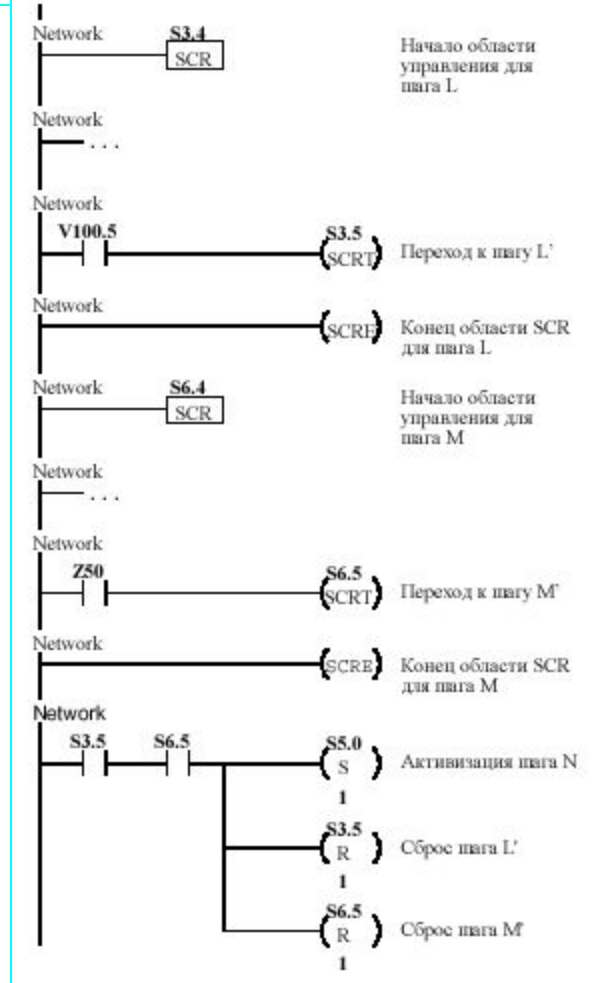 Network
S3.4
SCR
Начало области
управления для
шага L
Network
...
Network
V100.5
S3.5
SCRT
Переход к шагу L'
Network
SCRE
Конец области SCR
для шага L
Network
S6.4
SCR
Начало области
управления для
шага M
Network
...
Network
Z50
S6.5
SCRT
Переход к шагу M'
Network
SCRE
Конец области SCR
для шага M
Network
S3.5 S6.5
S5.0
S
1
Активизация шага N
S3.5
R
1
Сброс шага L'
S6.5
R
1
Сброс шага M'